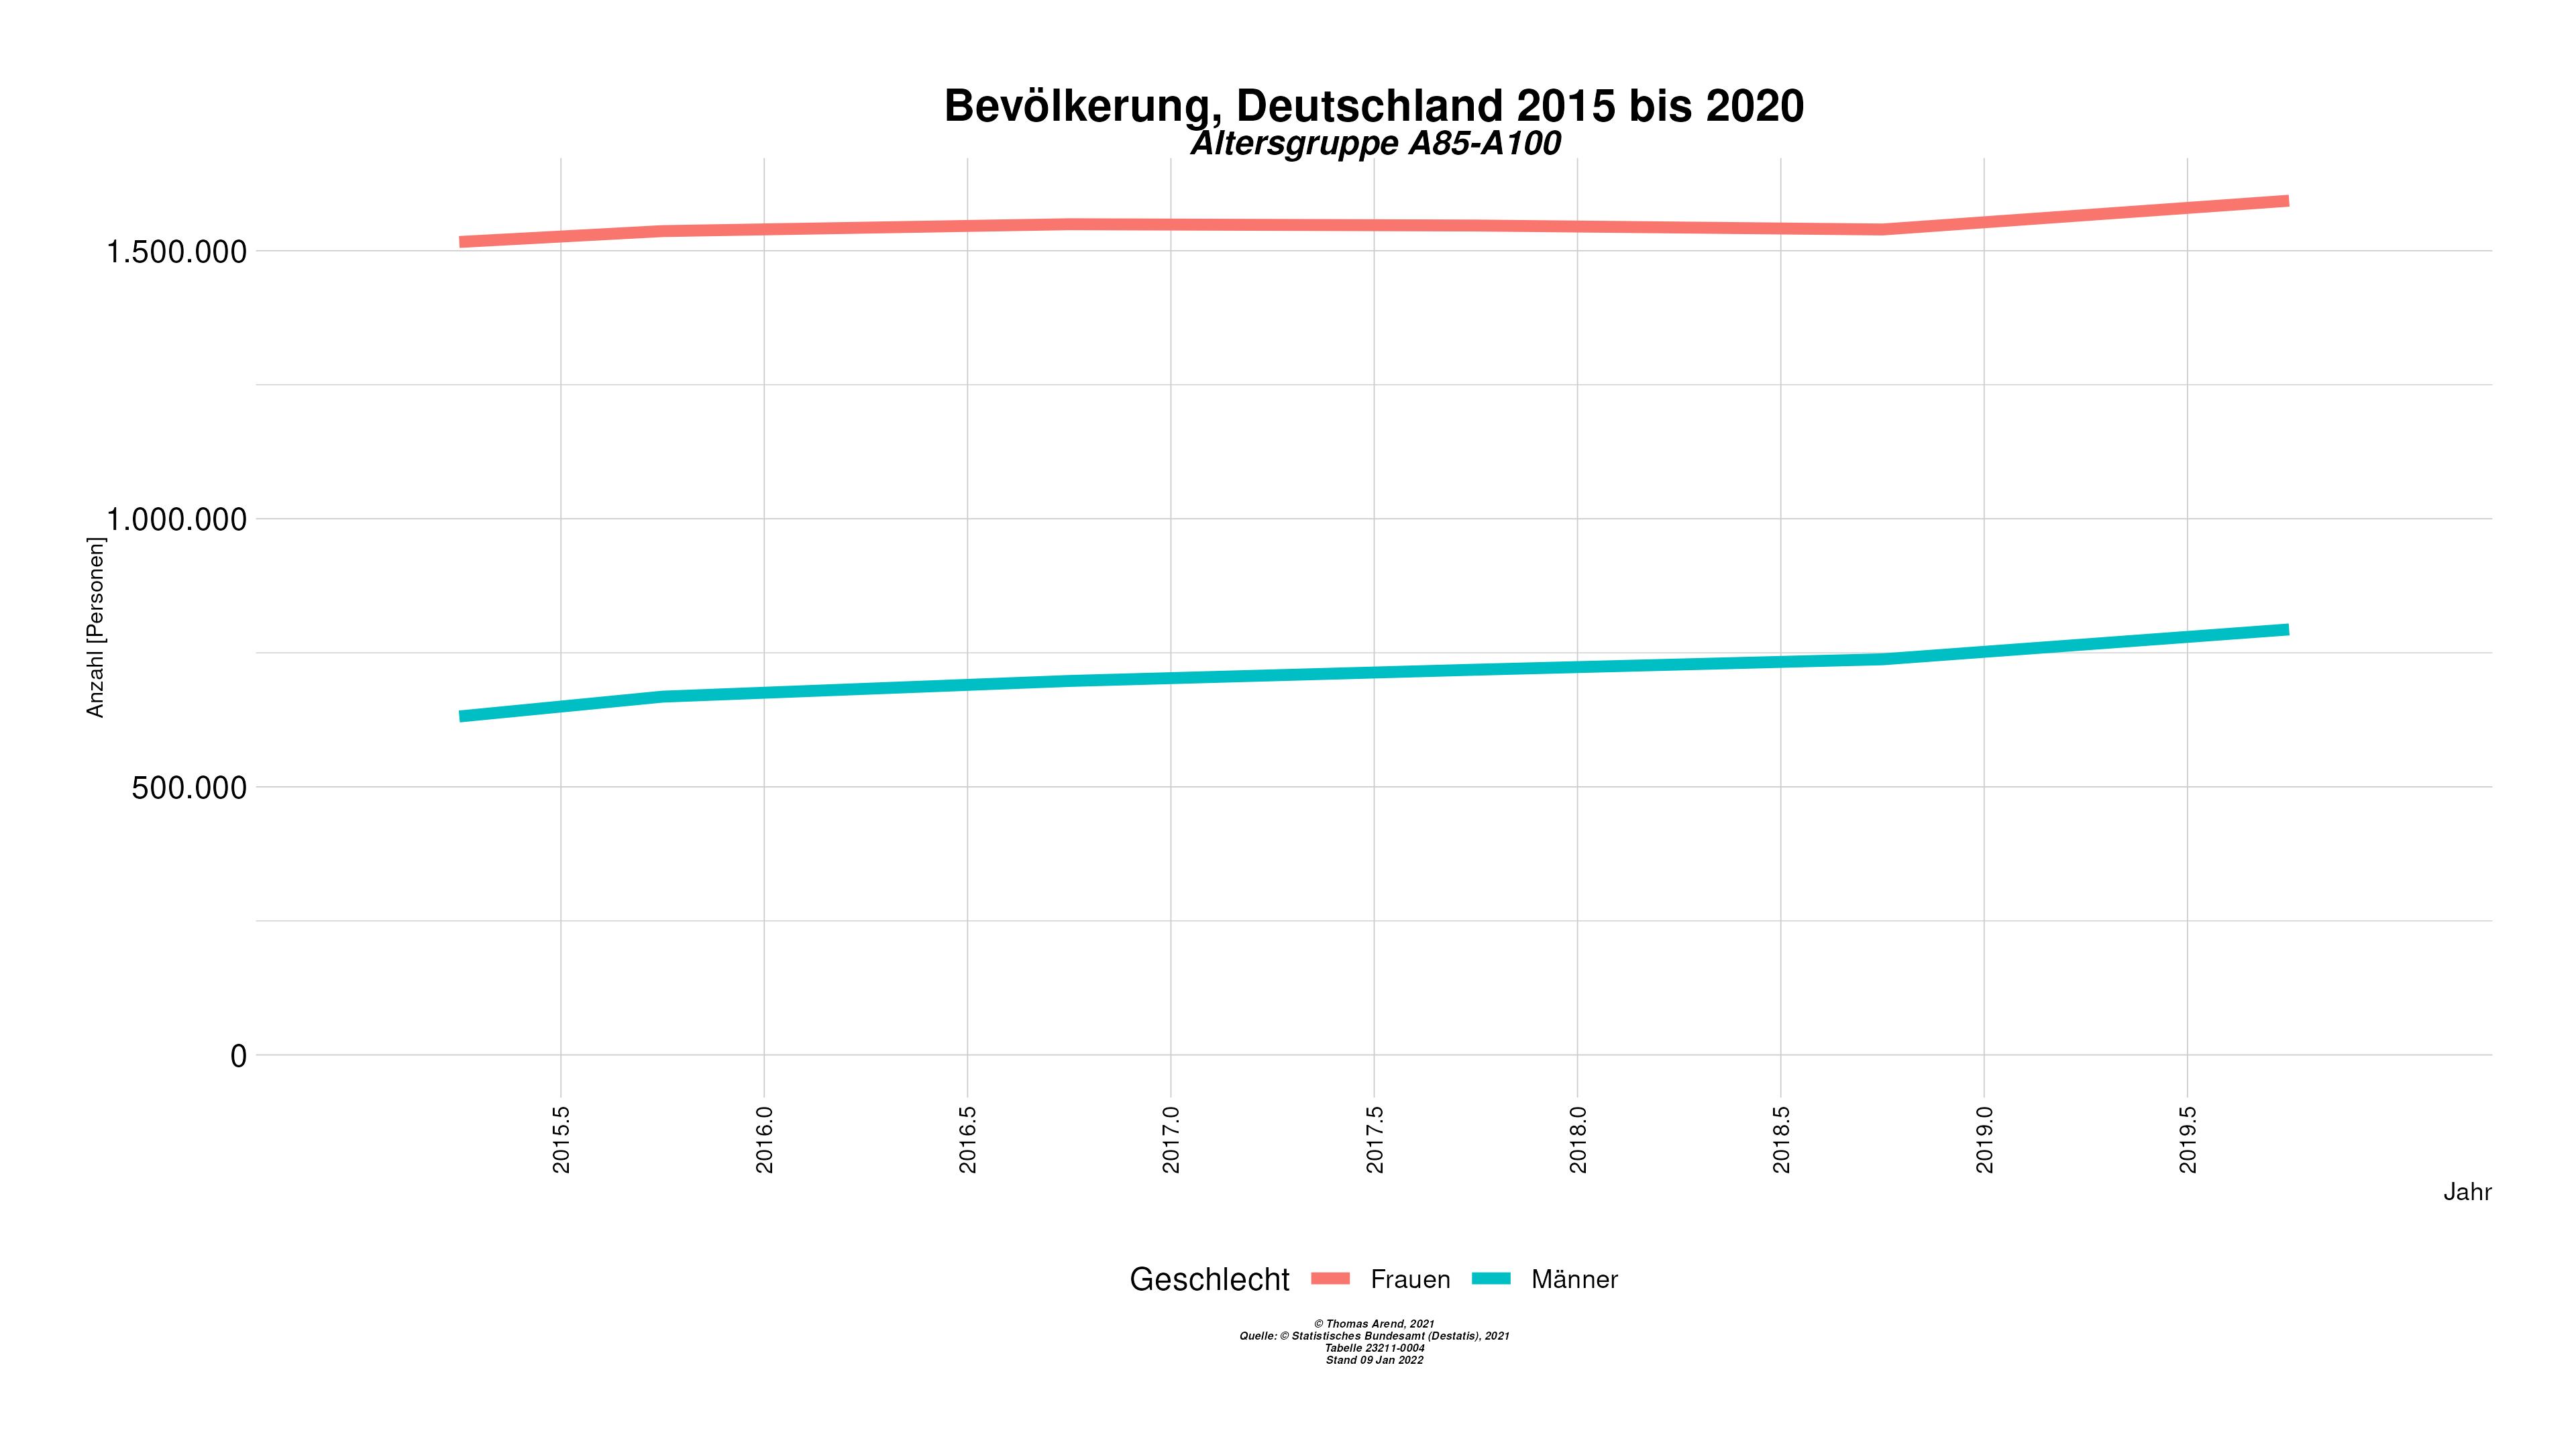 Bevölkerung, Deutschland 2015 bis 2020
Altersgruppe A85-A100
1.500.000
1.000.000
500.000
0
Anzahl [Personen]
2015.5
2016.0
2016.5
2017.0
2017.5
2018.0
2018.5
2019.0
2019.5
Jahr
Geschlecht Frauen Männer
© Thomas Arend, 2021
Quelle: © Statistisches Bundesamt (Destatis), 2021
Tabelle 23211-0004
Stand 09 Jan 2022